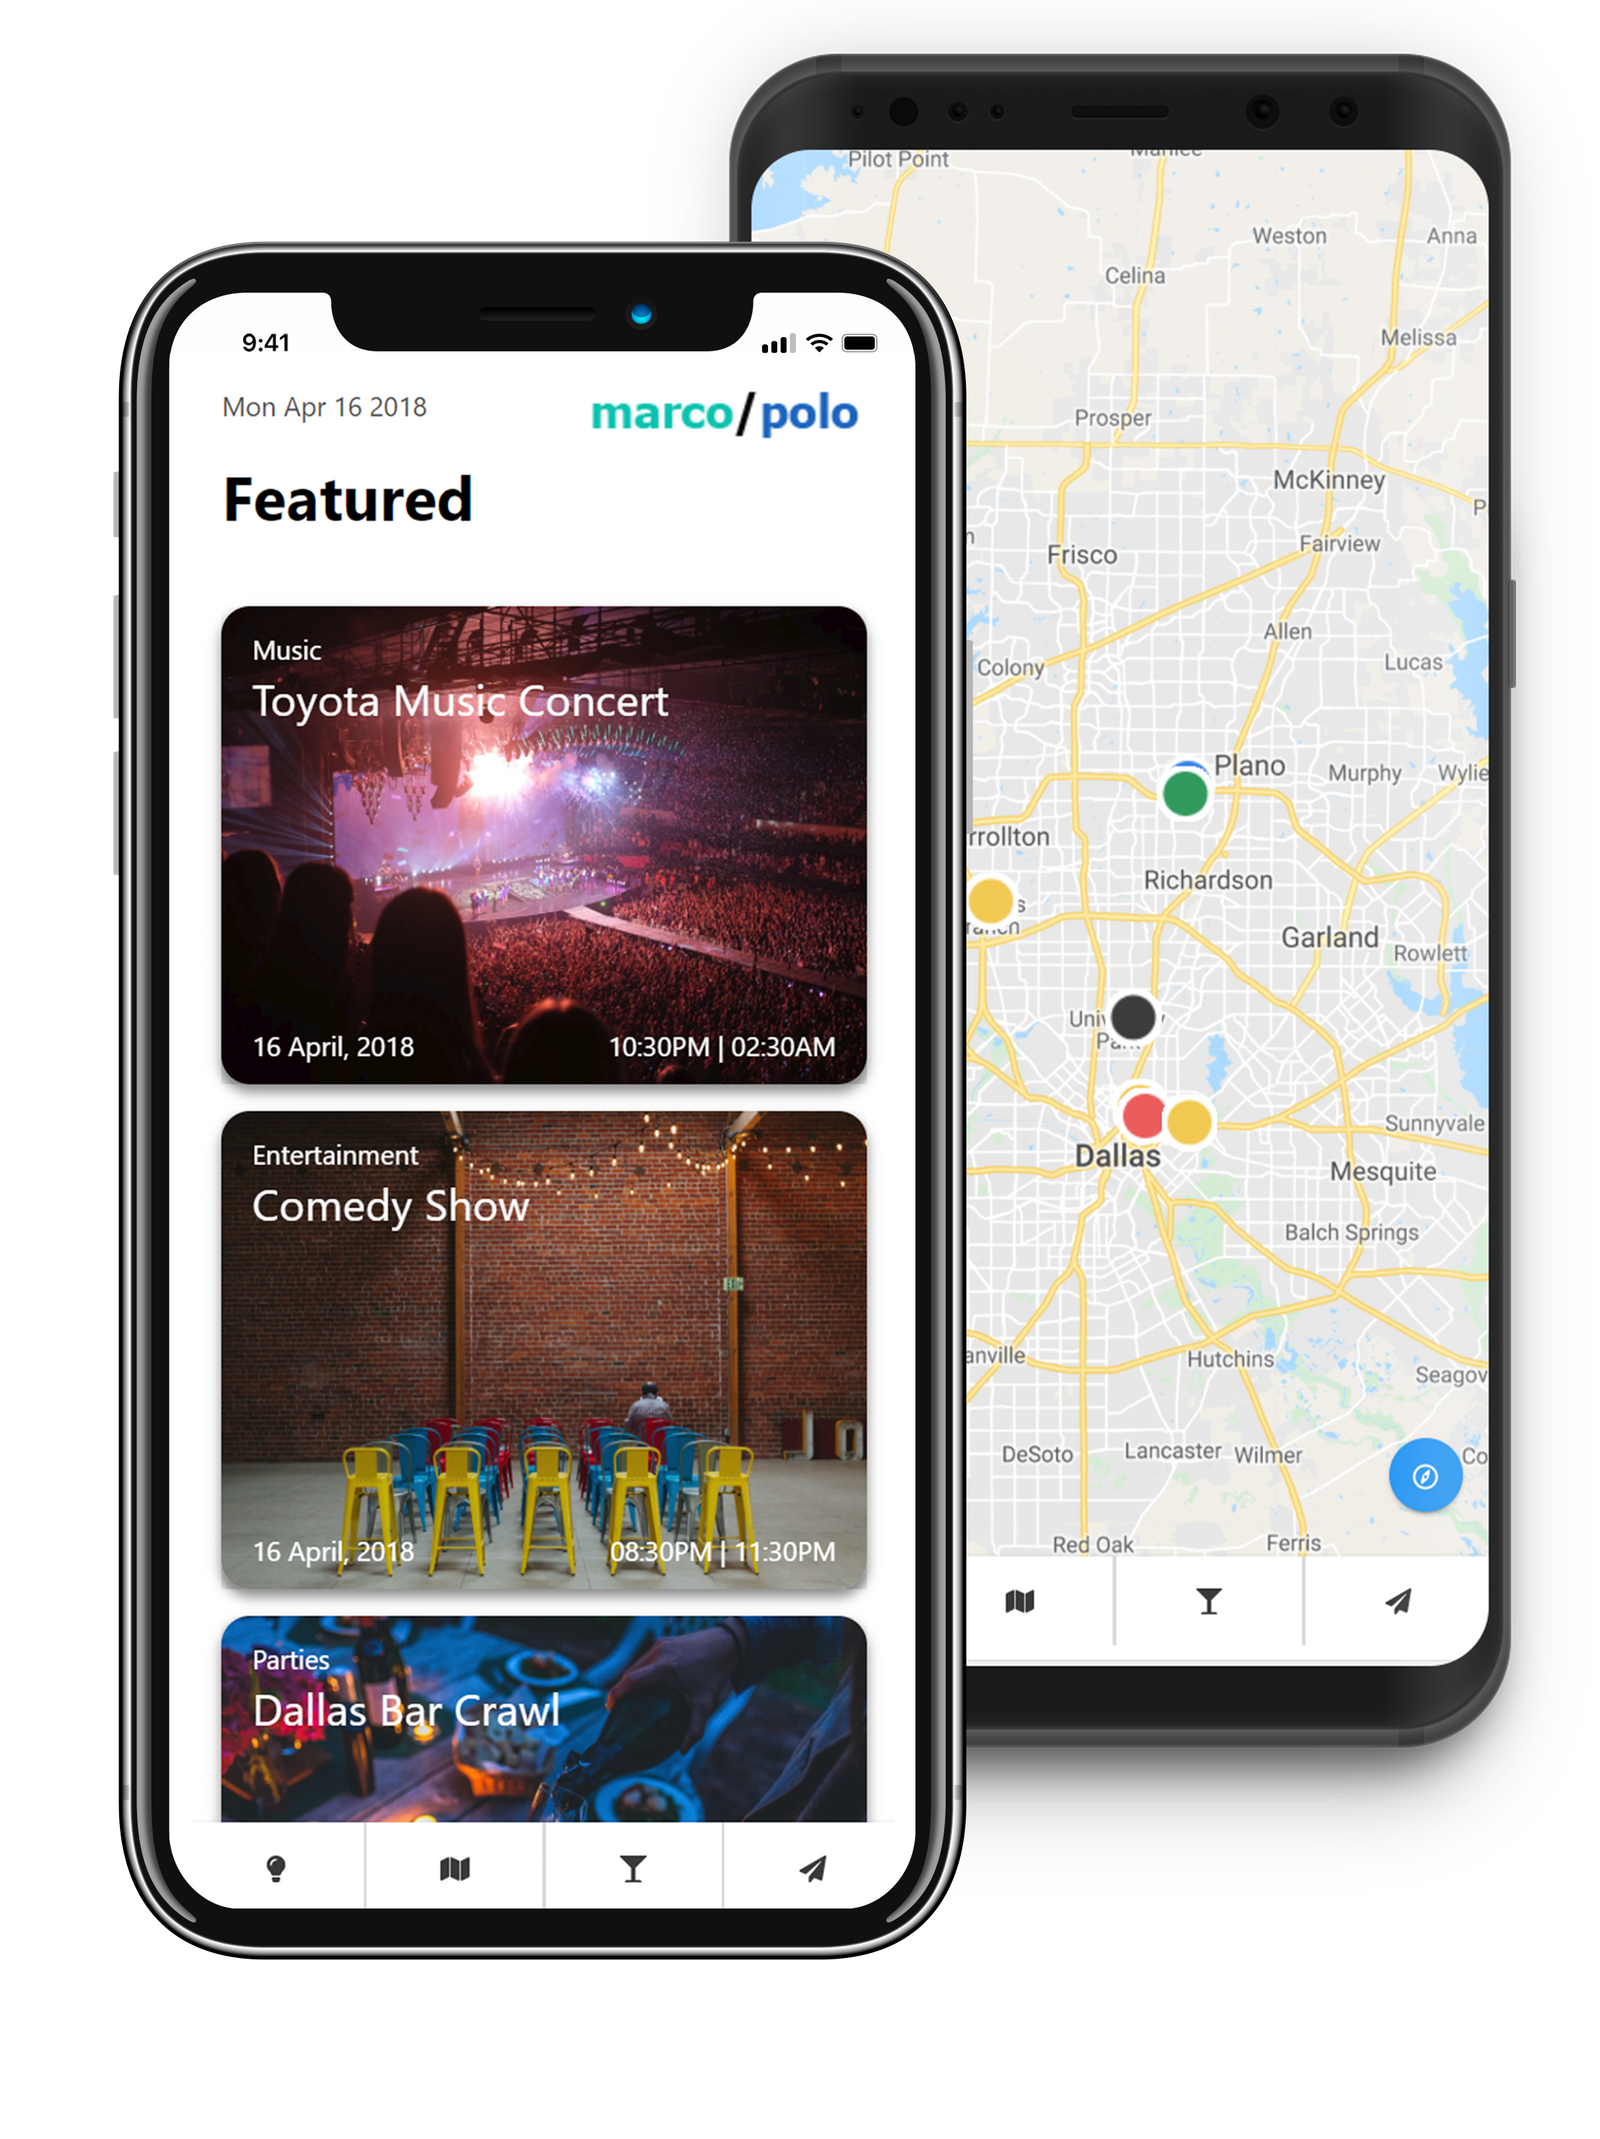 9:41
Mon Apr 16 2018
marco/polo
Featured
Music
Toyota Music Concert
16 April, 2018
10:30PM | 02:30AM
Entertainment
Comedy Show
EXIT
16 April, 2018
08:30PM | 11:30PM
Parties
Dallas Bar Crawl
Pilot Point
Weston
Anna
Celina
Melissa
Prosper
McKinney
Fairview
Frisco
Allen
Colony
Lucas
Plano
Murphy
Wylie
rrollton
Richardson
Garland
Rowlett
Dallas
Sunnyvale
Mesquite
Balch Springs
anville
Hutchins
Seagov
DeSoto
Lancaster
Wilmer
Co
Red Oak
Ferris